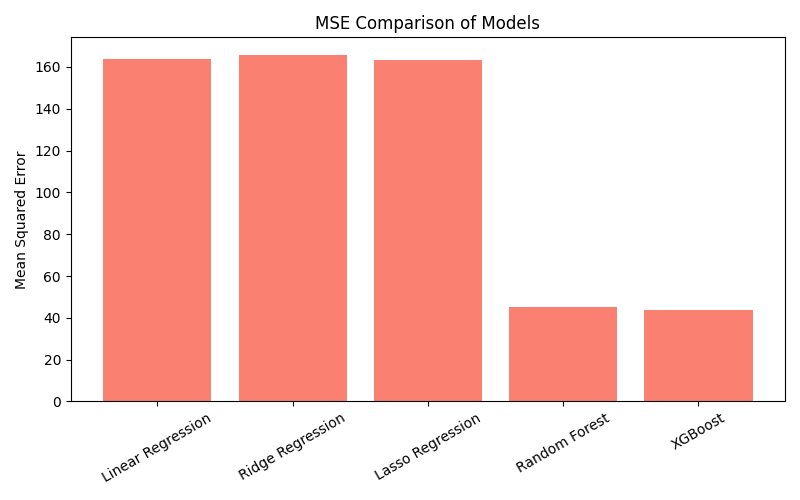 MSE Comparison of Models
Mean Squared Error
160
140
120
100
80
60
40
20
0
Linear Regression
Ridge Regression
Lasso Regression
Random Forest
XGBoost